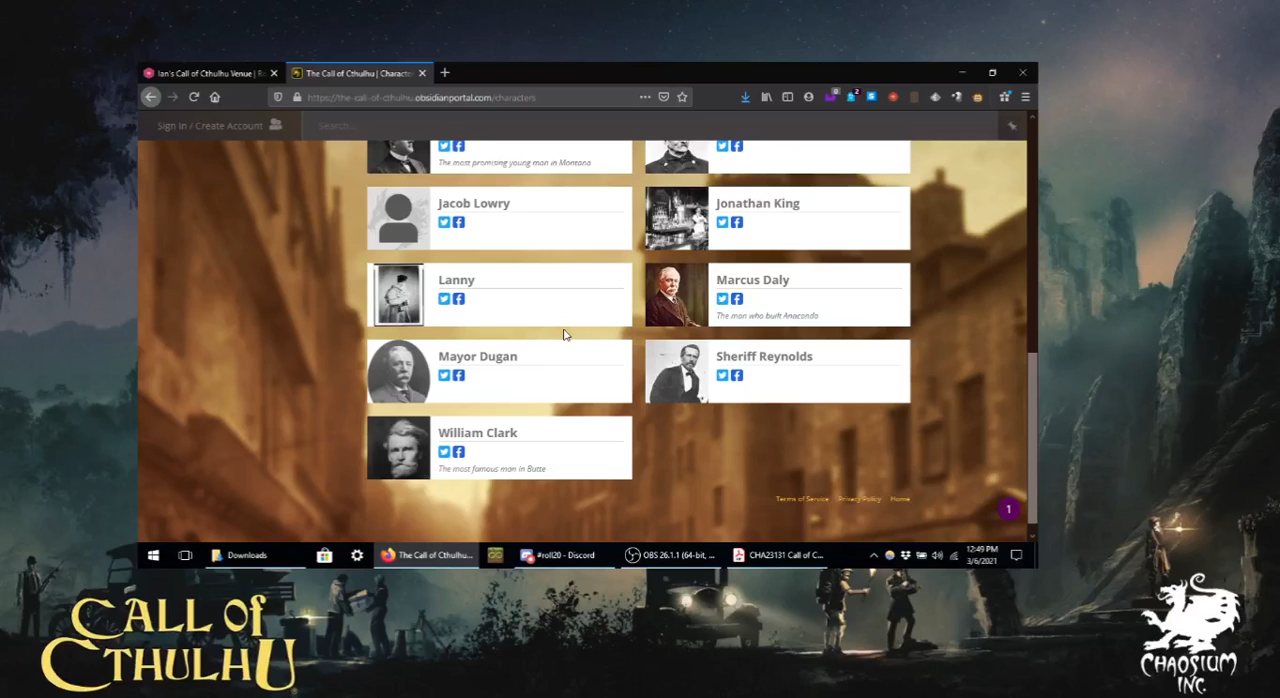 Ian's Call of Cthulhu Venue | R
The Call of Cthulhu | Character
https://the-call-of-cthulhu.obsidianportal.com/characters
0
2
Sign In / Create Account
Search...
The most promising young man in Montana
Jacob Lowry
Jonathan King
Lanny
Marcus Daly
The man who built Anaconda
Mayor Dugan
Sheriff Reynolds
William Clark
The most famous man in Butte
Terms of Service Privacy Policy Home
1
Downloads
The Call of Cthulhu...
#roll20 - Discord
OBS 26.1.1 (64-bit, ...
CHA23131 Call of C...
12:49 PM
3/6/2021
CALL of
CTHULHU
CHAOSIUM
INC.